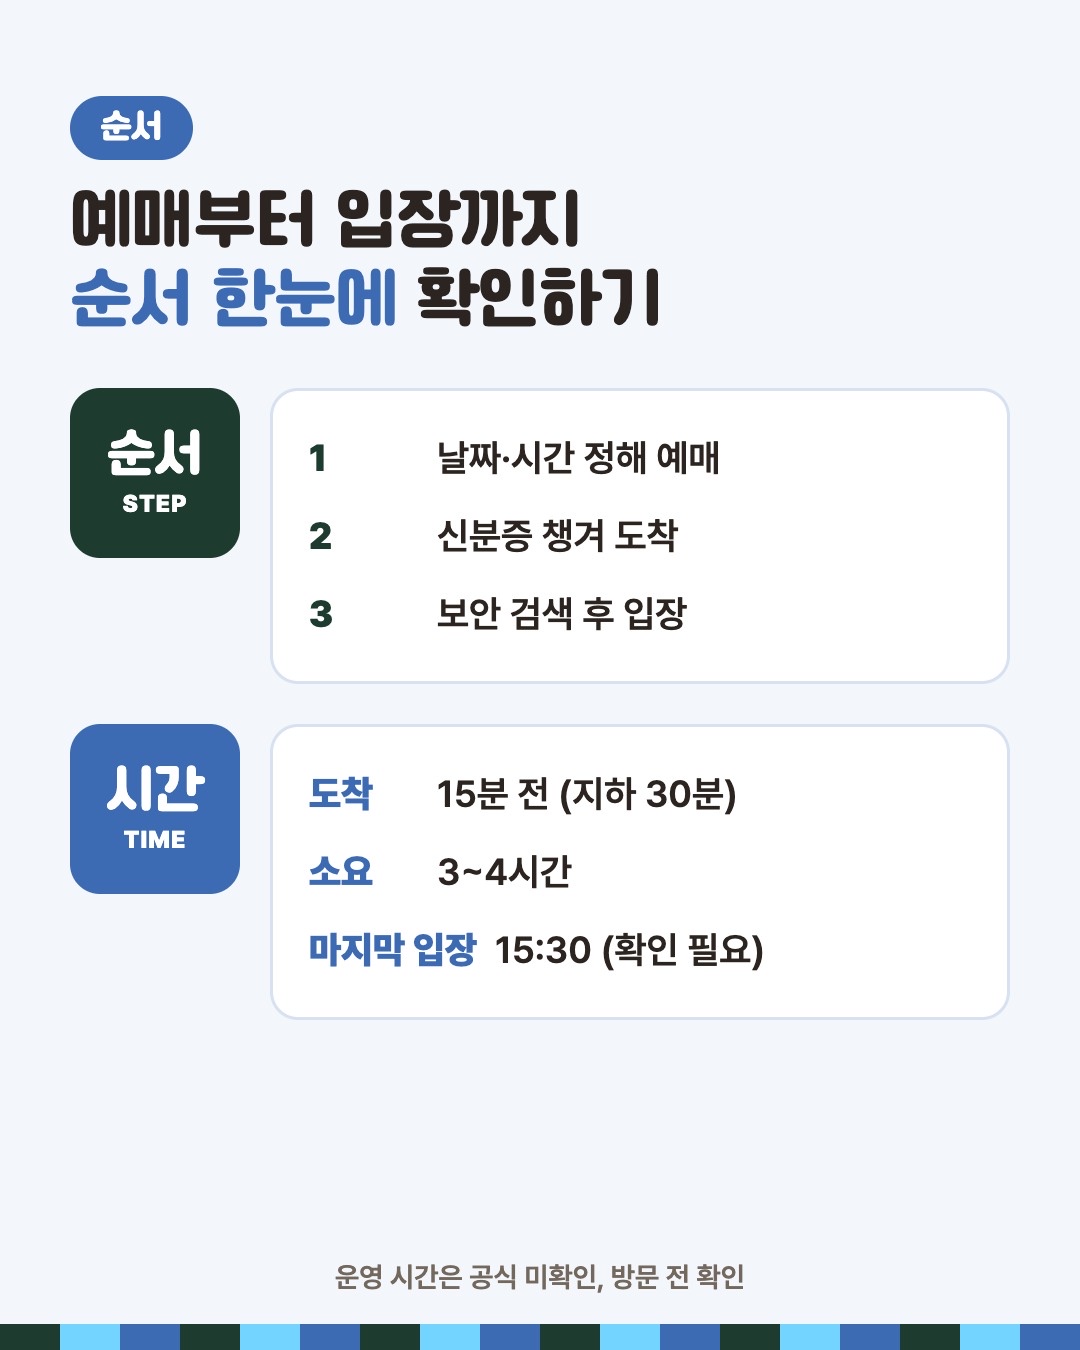 순서
예매부터 입장까지
순서 한눈에 확인하기
순서
STEP
1 날짜·시간 정해 예매
2 신분증 챙겨 도착
3 보안 검색 후 입장
시간
TIME
도착 15분 전 (지하 30분)
소요 3~4시간
마지막 입장 15:30 (확인 필요)
운영 시간은 공식 미확인, 방문 전 확인